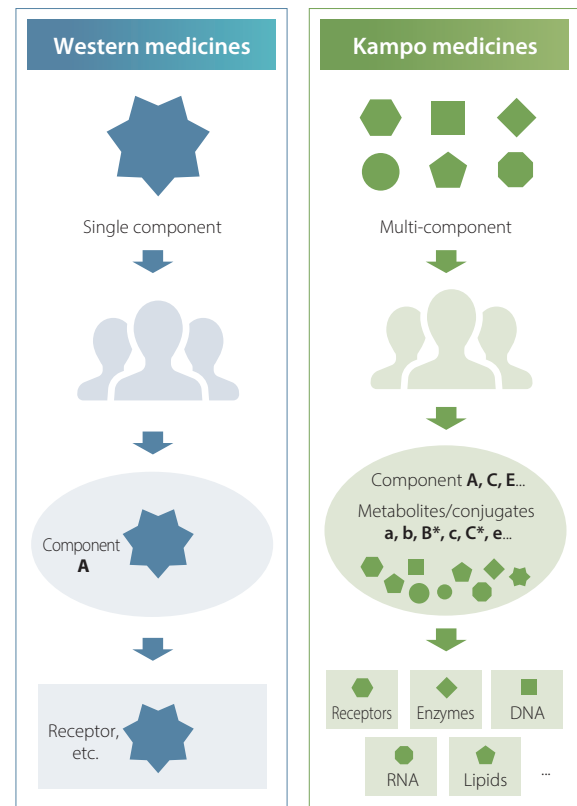 Western medicines
Single component
Component
A
Receptor,
etc.
Kampo medicines
Multi-component
Component A, C, E...
Metabolites/conjugates
a, b, B*, c, C*, e...
Receptors
Enzymes
DNA
RNA
Lipids
...